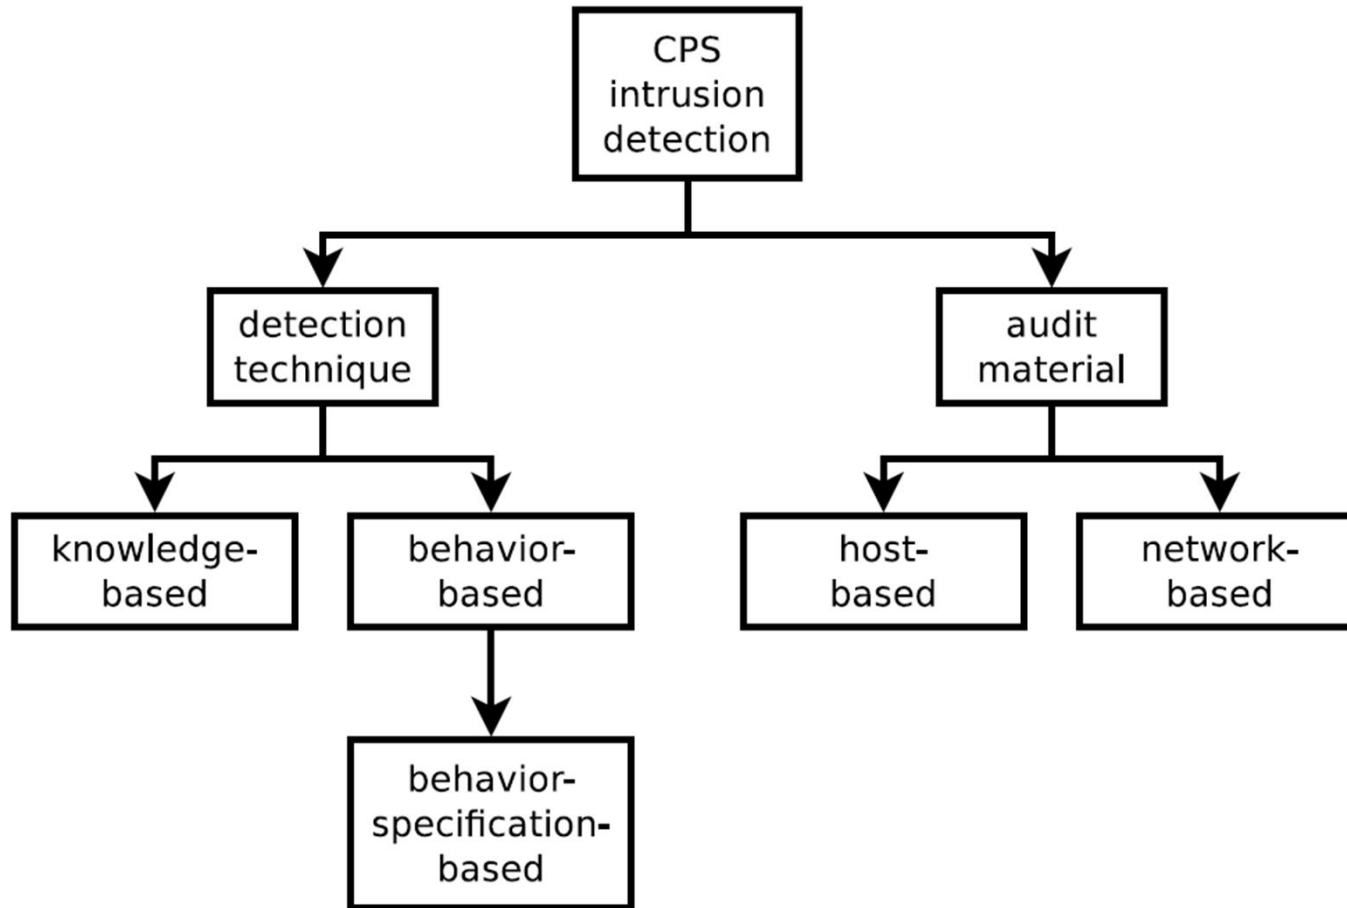 CPS
intrusion
detection
detection
technique
audit
material
knowledge-
based
behavior-
based
host-
based
network-
based
behavior-
specification-
based